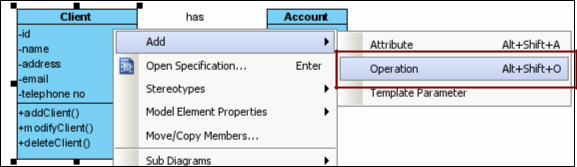 Client
has
Account
-id
-name
-address
-email
-telephone no
+addClient()
+modifyClient()
+deleteClient()
Add
Open Specification... Enter
Stereotypes
Model Element Properties
Move/Copy Members...
Sub Diagrams
Attribute Alt+Shift+A
Operation Alt+Shift+O
Template Parameter